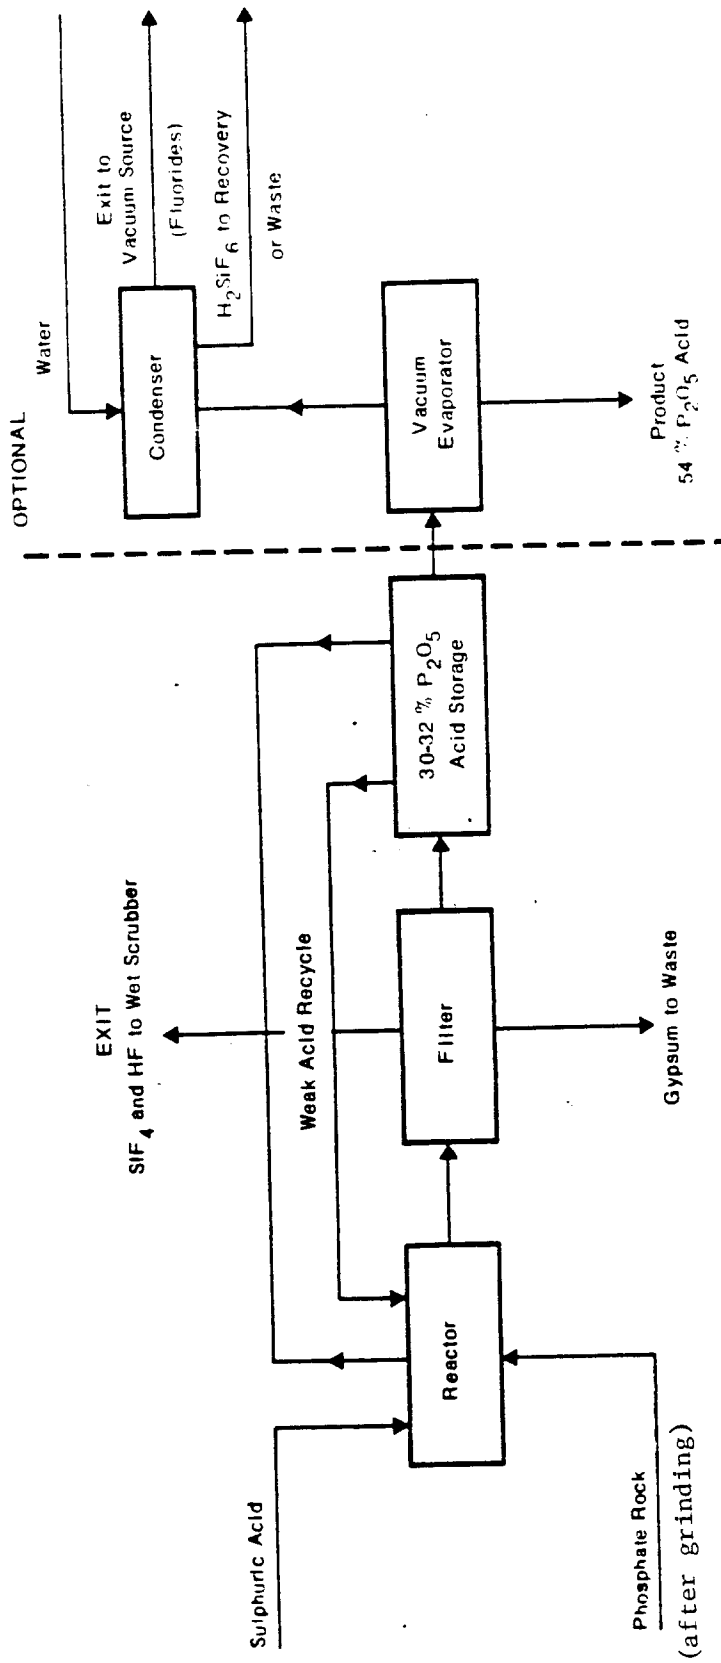 OPTIONAL
Water
Exit to
Vacuum Source
(Fluorides)
H₂SiF₆ to Recovery
or Waste
Condenser
Vacuum
Evaporator
Product
54 % P₂O₅ Acid
30-32 % P₂O₅
Acid Storage
EXIT
SiF₄ and HF to Wet Scrubber
Weak Acid Recycle
Filter
Gypsum to Waste
Reactor
Sulphuric Acid
Phosphate Rock
(after grinding)